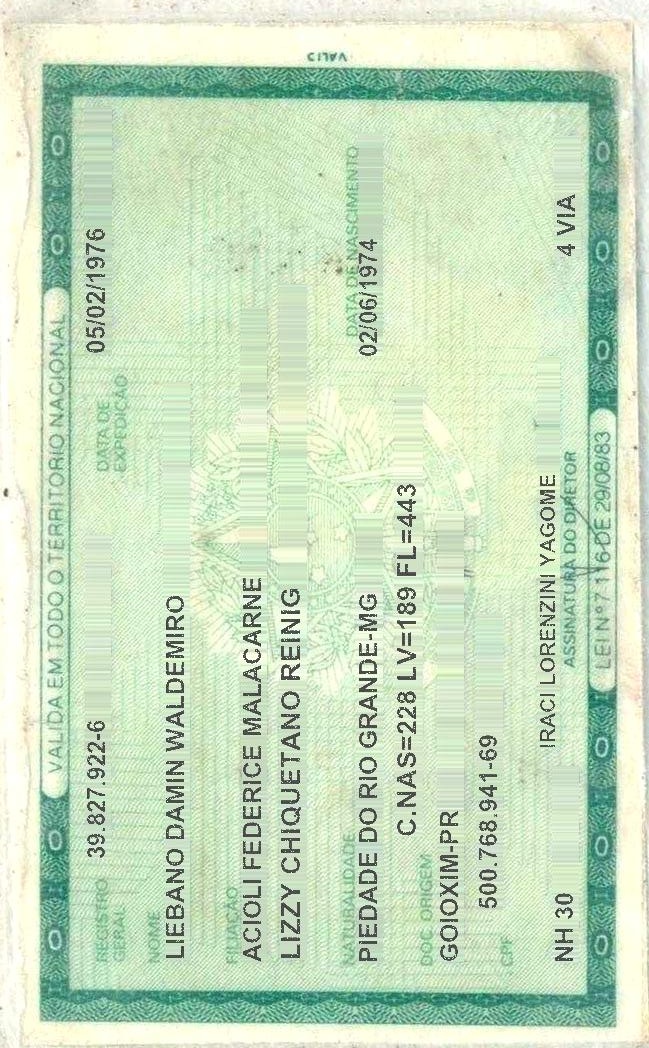 VALIDA EM TODO O TERRITORIO NACIONAL
REGISTRO GERAL 39.827.922-6 DATA DE EXPEDIÇÃO 05/02/1976
NOME
LIEBANO DAMIN WALDEMIRO
FILIAÇÃO
ACIOLI FEDERICE MALACARNE
LIZZY CHIQUETANO REINIG
NATURALIDADE DATA DE NASCIMENTO
PIEDADE DO RIO GRANDE-MG 02/06/1974
DOC ORIGEM C.NAS=228 LV=189 FL=443
GOIOXIM-PR
CPF 500.768.941-69
NH 30 IRACI LORENZINI YAGOME 4 VIA
ASSINATURA DO DIRETOR
LEI Nº 7 116 DE 29/08/83